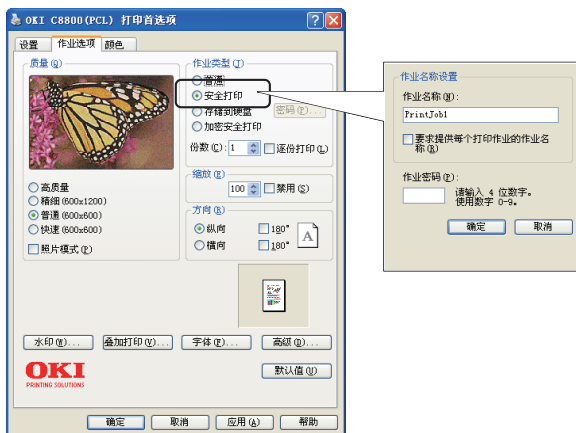 OKI C8800(PCL) 打印首选项
设置 作业选项 颜色
质量(Q)
高质量
精细(600x1200)
普通(600x600)
快速(600x600)
照片模式(P)
作业类型(J)
普通
安全打印
存储到硬盘 密码(R)...
加密安全打印
份数(C): 1 逐份打印(L)
缩放(E)
100 % 禁用(S)
方向(B)
纵向 180°
横向 180°
A
水印(W)... 叠加打印(V)... 字体(F)... 高级(D)...
OKI
PRINTING SOLUTIONS
默认值(U)
确定 取消 应用(A) 帮助
作业名称设置
作业名称(N):
PrintJob1
要求提供每个打印作业的作业名
称(R)
作业密码(P):
请输入 4 位数字。
使用数字 0-9。
确定 取消